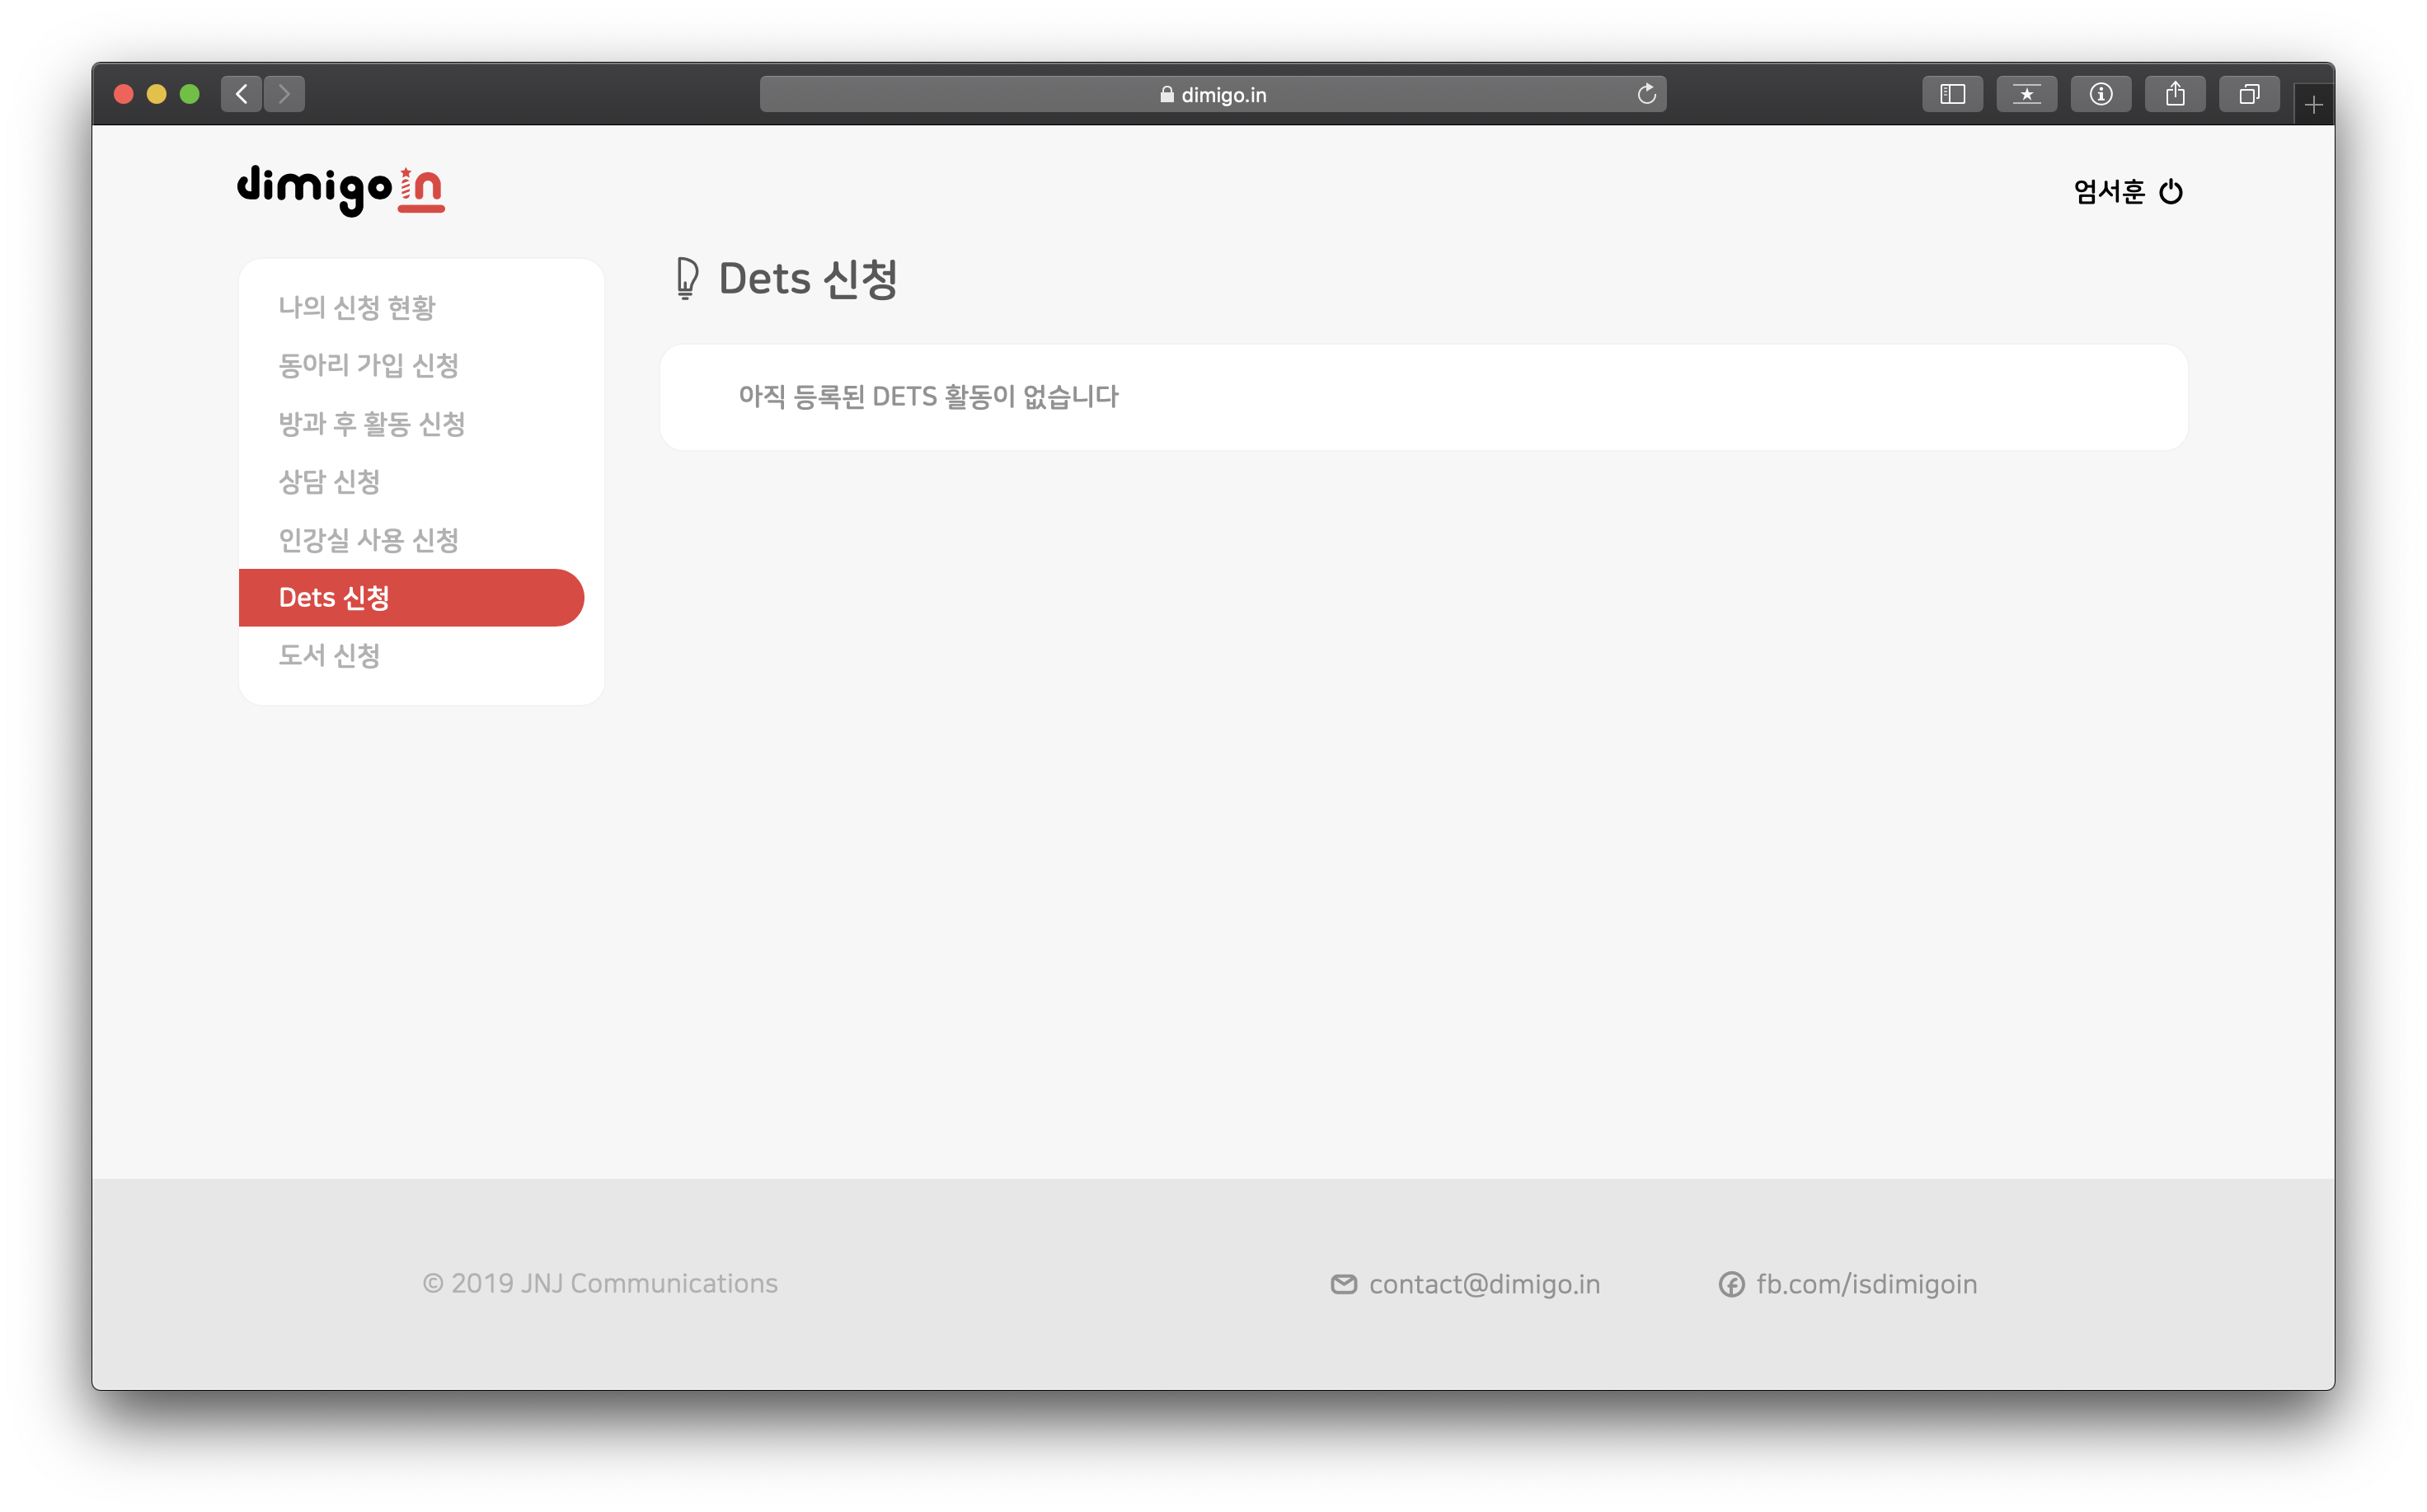 dimigo.in
dimigoin
엄서훈
나의 신청 현황
동아리 가입 신청
방과 후 활동 신청
상담 신청
인강실 사용 신청
Dets 신청
도서 신청
Dets 신청
아직 등록된 DETS 활동이 없습니다
© 2019 JNJ Communications
contact@dimigo.in
fb.com/isdimigoin